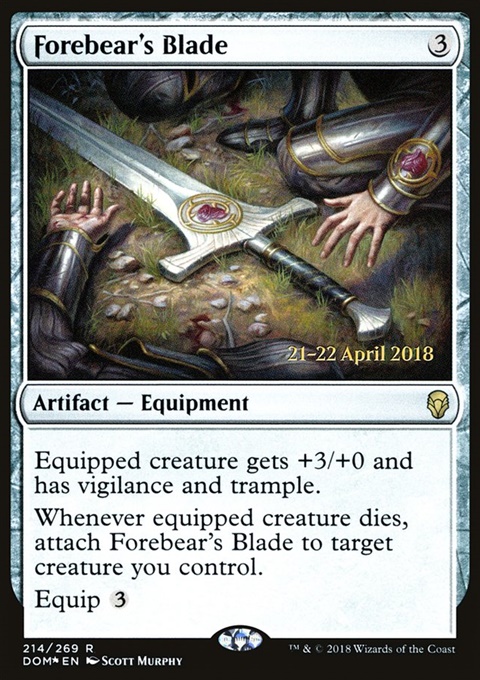 Forebear's Blade 3
21-22 April 2018
Artifact — Equipment
Equipped creature gets +3/+0 and
has vigilance and trample.
Whenever equipped creature dies,
attach Forebear's Blade to target
creature you control.
Equip 3
214/269 R
™ & © 2018 Wizards of the Coast
DOM★EN Scott Murphy